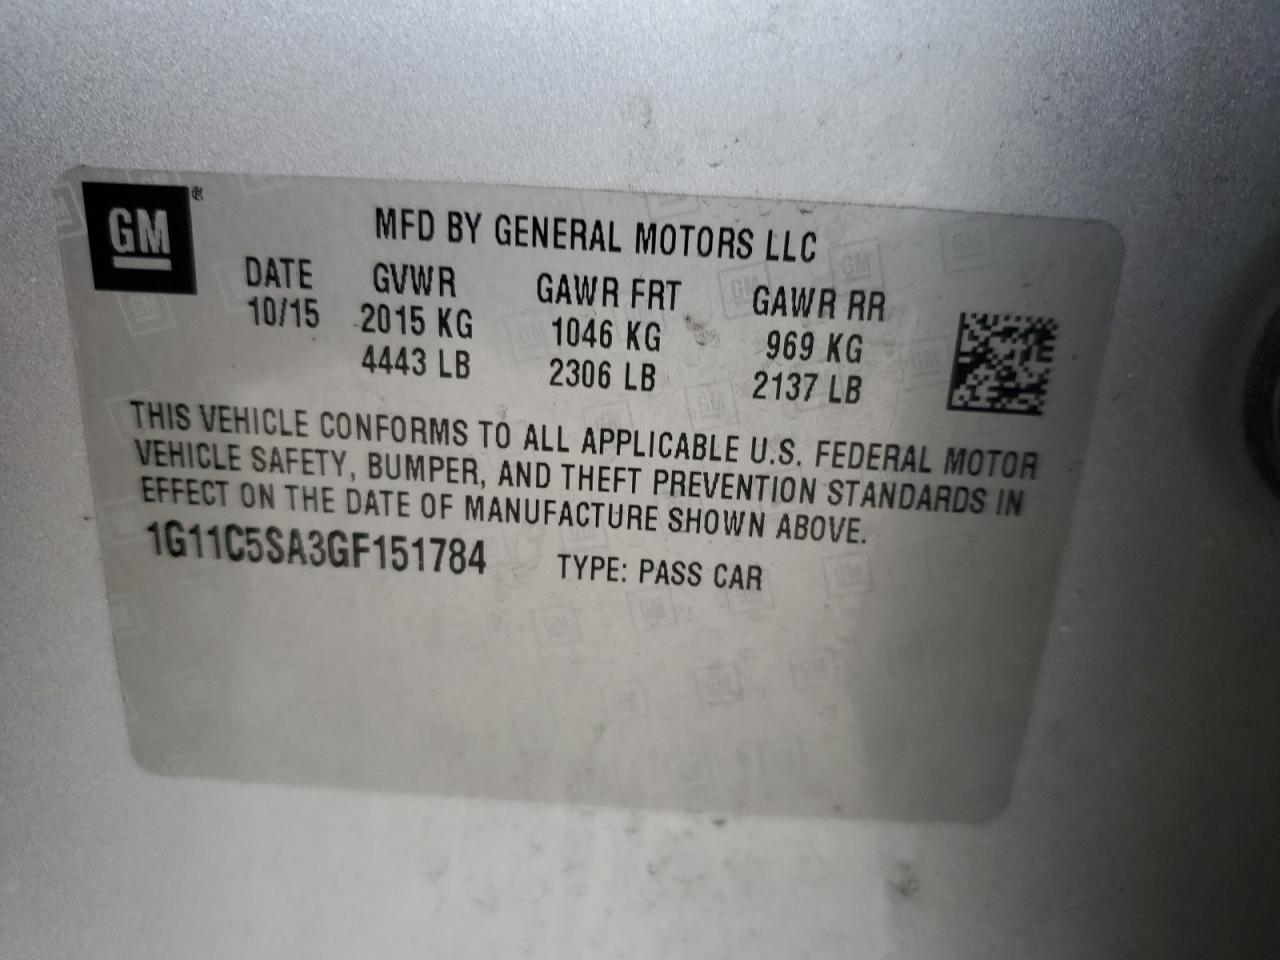 GM ®
MFD BY GENERAL MOTORS LLC
DATE GVWR GAWR FRT GAWR RR
10/15 2015 KG 1046 KG 969 KG
4443 LB 2306 LB 2137 LB
THIS VEHICLE CONFORMS TO ALL APPLICABLE U.S. FEDERAL MOTOR
VEHICLE SAFETY, BUMPER, AND THEFT PREVENTION STANDARDS IN
EFFECT ON THE DATE OF MANUFACTURE SHOWN ABOVE.
1G11C5SA3GF151784 TYPE: PASS CAR